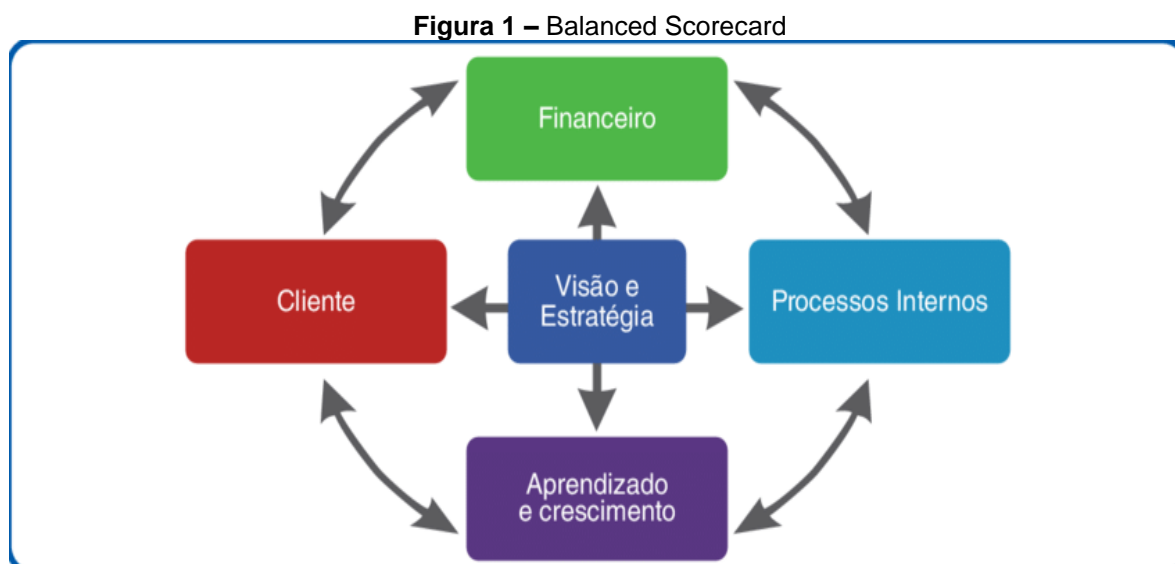 Figura 1 – Balanced Scorecard
Financeiro
Cliente
Visão e
Estratégia
Processos Internos
Aprendizado
e crescimento